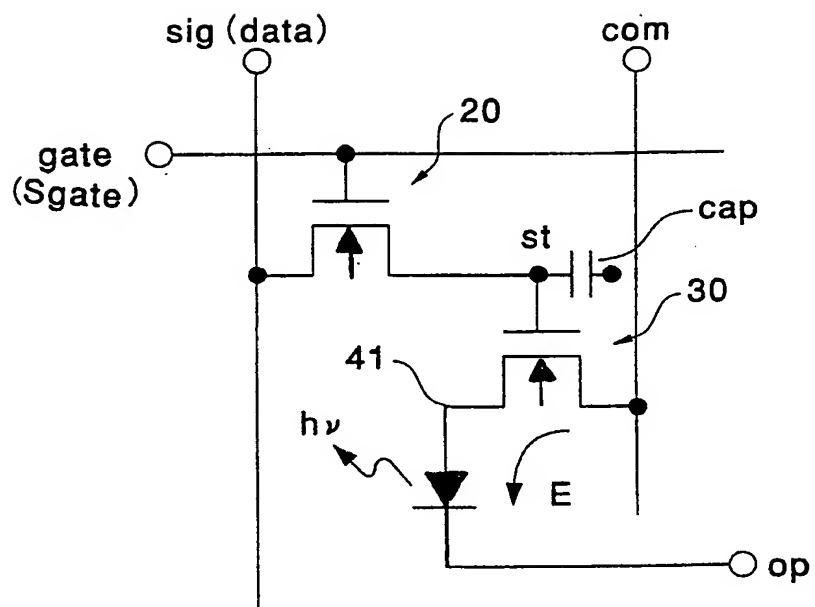 sig (data)
com
20
gate
(Sgate)
cap
st
30
41
hν
E
op